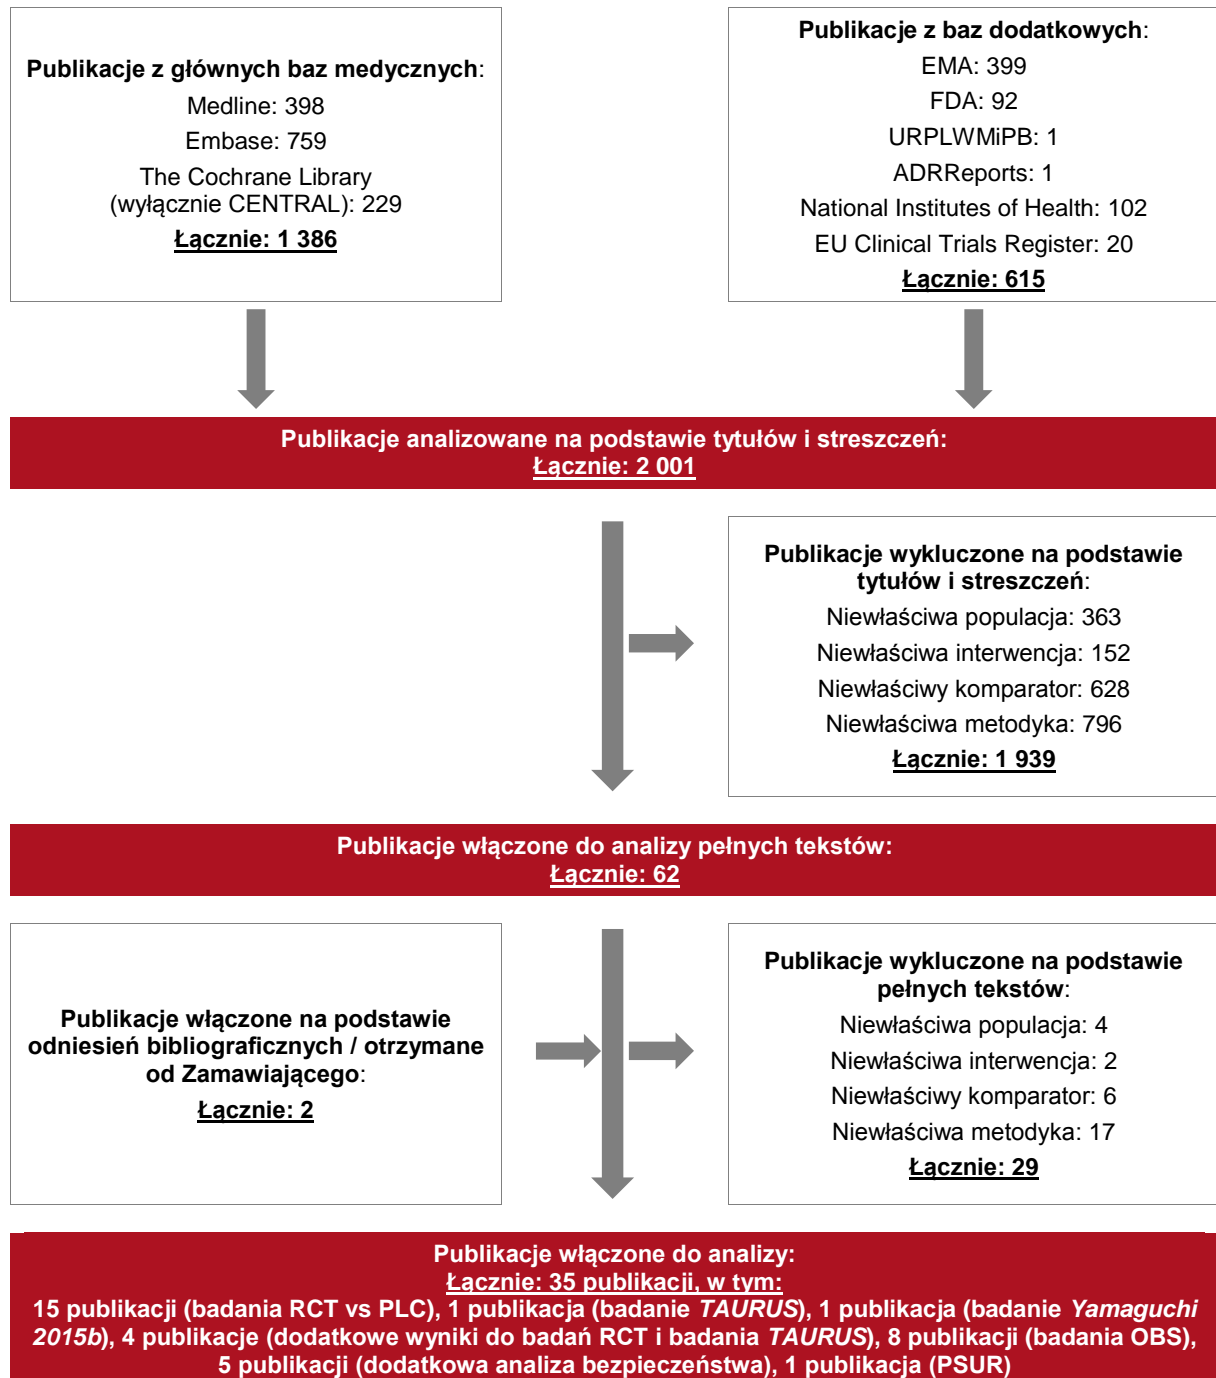 Publikacje z głównych baz medycznych:
Medline: 398
Embase: 759
The Cochrane Library
(wyłącznie CENTRAL): 229
Łącznie: 1 386
Publikacje z baz dodatkowych:
EMA: 399
FDA: 92
URPLWMiPB: 1
ADRReports: 1
National Institutes of Health: 102
EU Clinical Trials Register: 20
Łącznie: 615
Publikacje analizowane na podstawie tytułów i streszczeń:
Łącznie: 2 001
Publikacje wykluczone na podstawie
tytułów i streszczeń:
Niewłaściwa populacja: 363
Niewłaściwa interwencja: 152
Niewłaściwy komparator: 628
Niewłaściwa metodyka: 796
Łącznie: 1 939
Publikacje włączone do analizy pełnych tekstów:
Łącznie: 62
Publikacje włączone na podstawie
odniesień bibliograficznych / otrzymane
od Zamawiającego:
Łącznie: 2
Publikacje wykluczone na podstawie
pełnych tekstów:
Niewłaściwa populacja: 4
Niewłaściwa interwencja: 2
Niewłaściwy komparator: 6
Niewłaściwa metodyka: 17
Łącznie: 29
Publikacje włączone do analizy:
Łącznie: 35 publikacji, w tym:
15 publikacji (badania RCT vs PLC), 1 publikacja (badanie TAURUS), 1 publikacja (badanie Yamaguchi
2015b), 4 publikacje (dodatkowe wyniki do badań RCT i badania TAURUS), 8 publikacji (badania OBS),
5 publikacji (dodatkowa analiza bezpieczeństwa), 1 publikacja (PSUR)